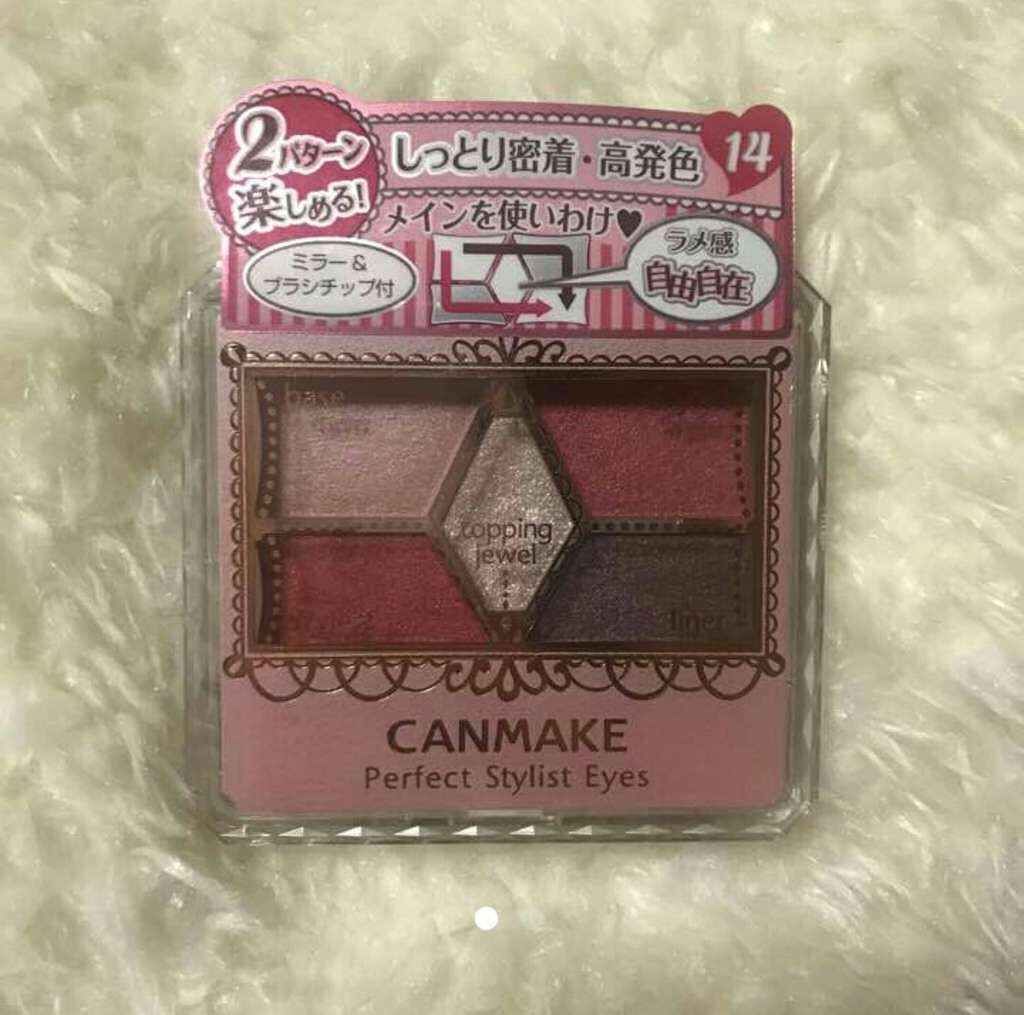 2パターン
楽しめる!
しっとり密着・高発色
14
メインを使いわけ♥
ミラー &
ブラシチップ付
ラメ感
自由自在
base
topping
jewel
liner
CANMAKE
Perfect Stylist Eyes